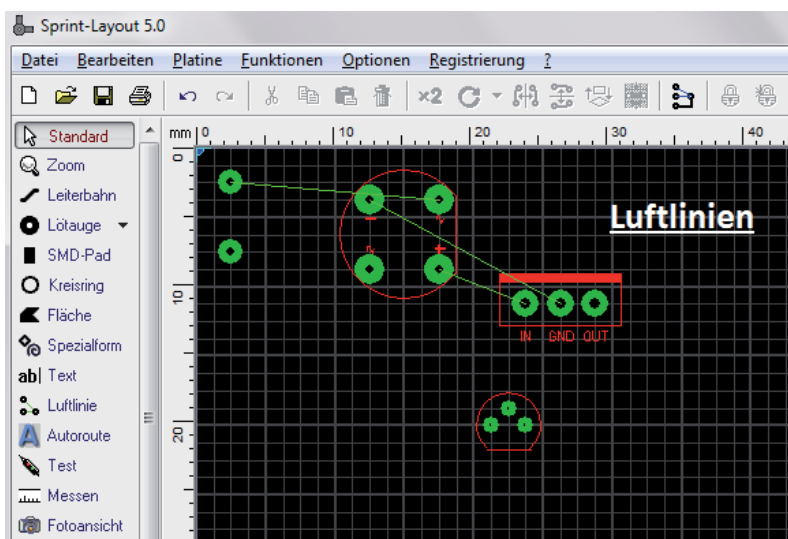 Sprint-Layout 5.0
Datei Bearbeiten Platine Funktionen Optionen Registrierung ?
×2
Standard
Zoom
Leiterbahn
Lötauge
SMD-Pad
Kreisring
Fläche
Spezialform
ab| Text
Luftlinie
Autoroute
Test
Messen
Fotoansicht
mm 0 10 20 30 40
0
10
20
Luftlinien
− ~
~ +
IN GND OUT